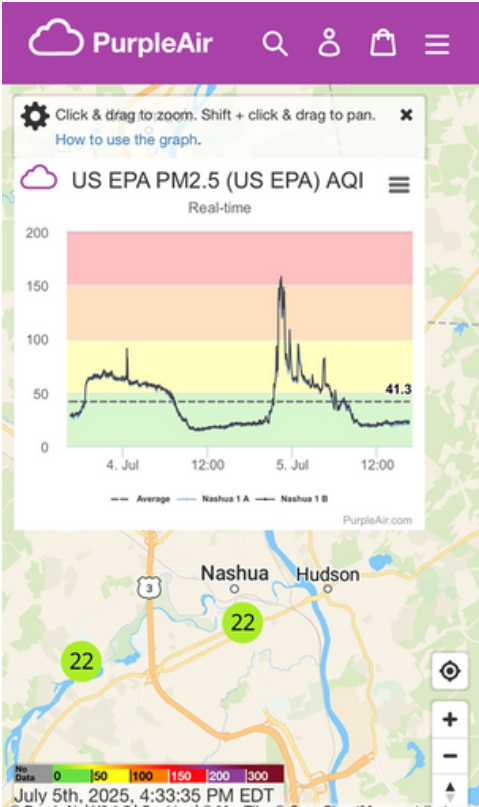 PurpleAir
Click & drag to zoom. Shift + click & drag to pan.
How to use the graph.
US EPA PM2.5 (US EPA) AQI
Real-time
200
150
100
50
0
41.3
4. Jul 12:00 5. Jul 12:00
Average Nashua 1 A Nashua 1 B
PurpleAir.com
Nashua Hudson
3
22
22
No Data 0 50 100 150 200 300
July 5th, 2025, 4:33:35 PM EDT